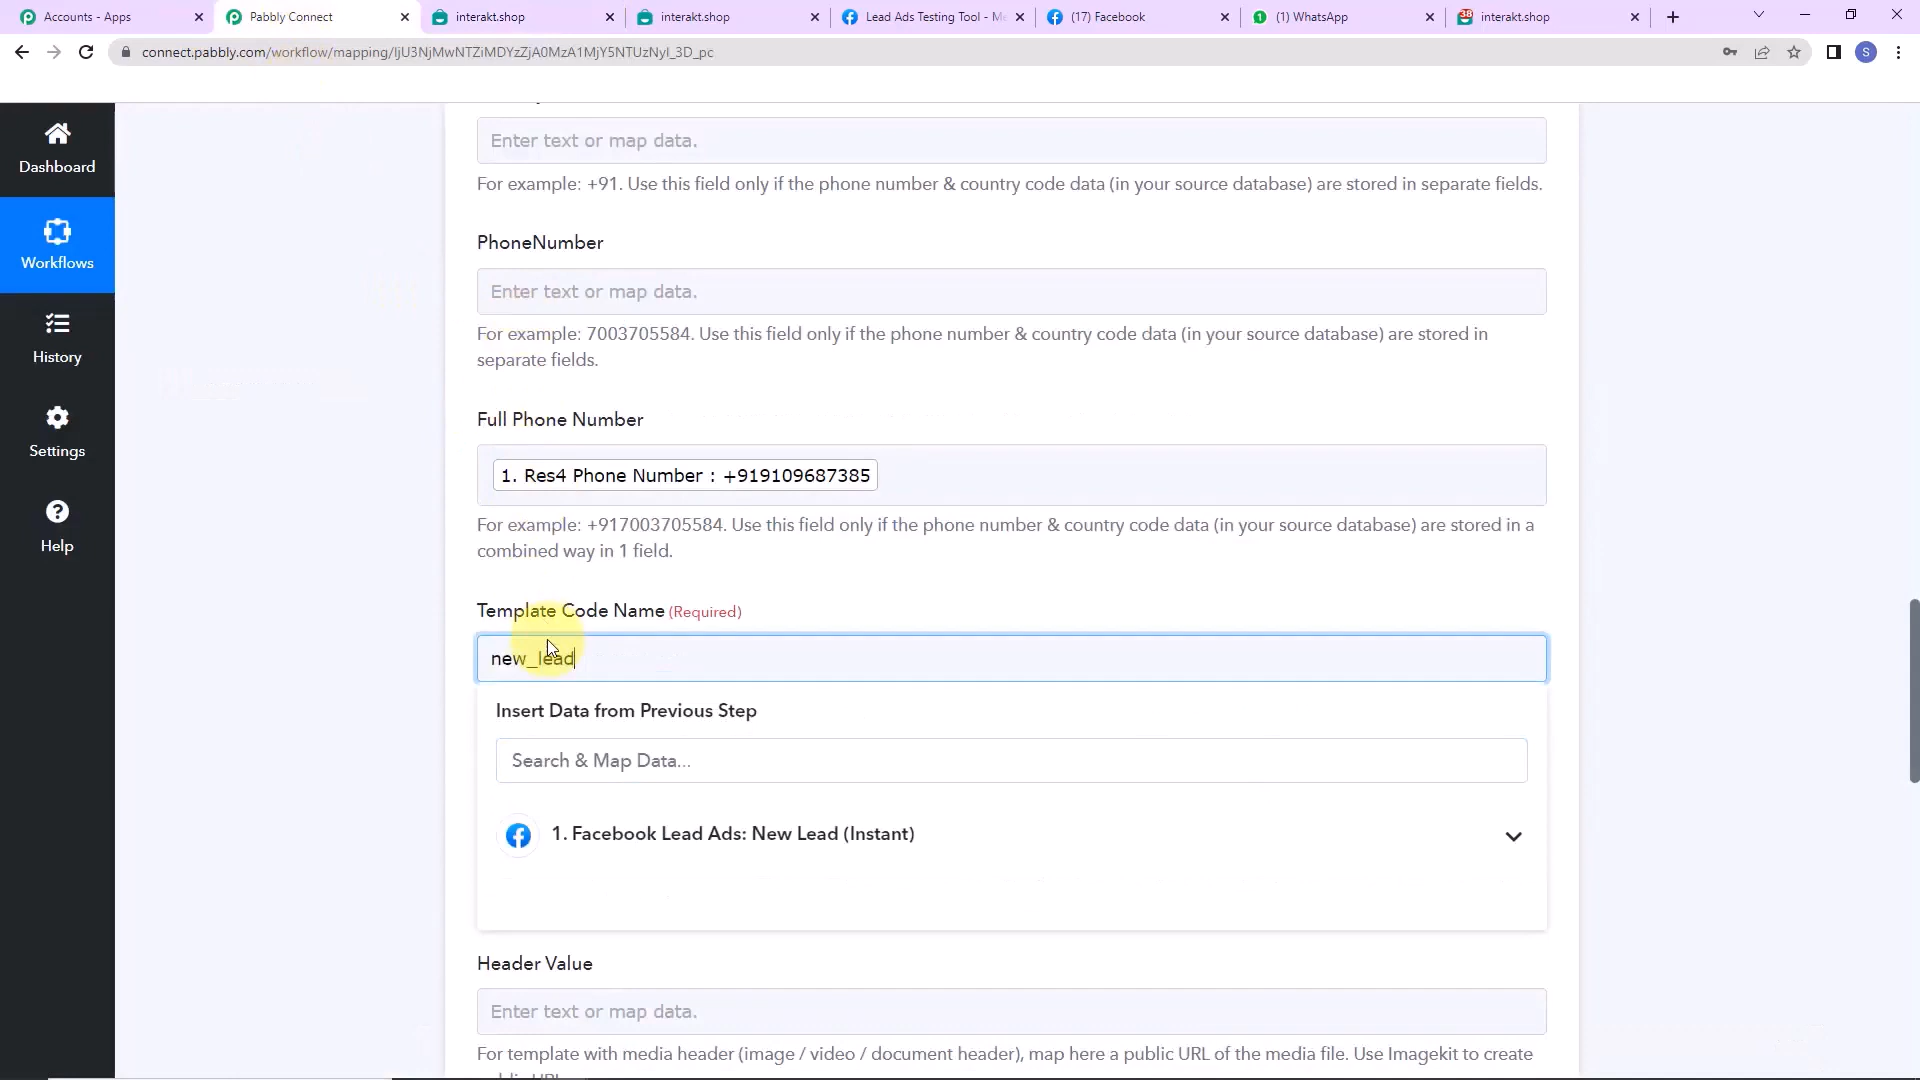 Accounts - Apps
Pabbly Connect
interakt.shop
interakt.shop
Lead Ads Testing Tool - Me
(17) Facebook
(1) WhatsApp
38
interakt.shop
connect.pabbly.com/workflow/mapping/IjU3NjMwNTZiMDYzZjA0MzA1MjY5NTUzNyI_3D_pc
S
Dashboard
Workflows
History
Settings
Help
Enter text or map data.
For example: +91. Use this field only if the phone number & country code data (in your source database) are stored in separate fields.
PhoneNumber
Enter text or map data.
For example: 7003705584. Use this field only if the phone number & country code data (in your source database) are stored in
separate fields.
Full Phone Number
1. Res4 Phone Number : +919109687385
For example: +917003705584. Use this field only if the phone number & country code data (in your source database) are stored in a
combined way in 1 field.
Template Code Name (Required)
new_lead
Insert Data from Previous Step
Search & Map Data...
1. Facebook Lead Ads: New Lead (Instant)
Header Value
Enter text or map data.
For template with media header (image / video / document header), map here a public URL of the media file. Use Imagekit to create